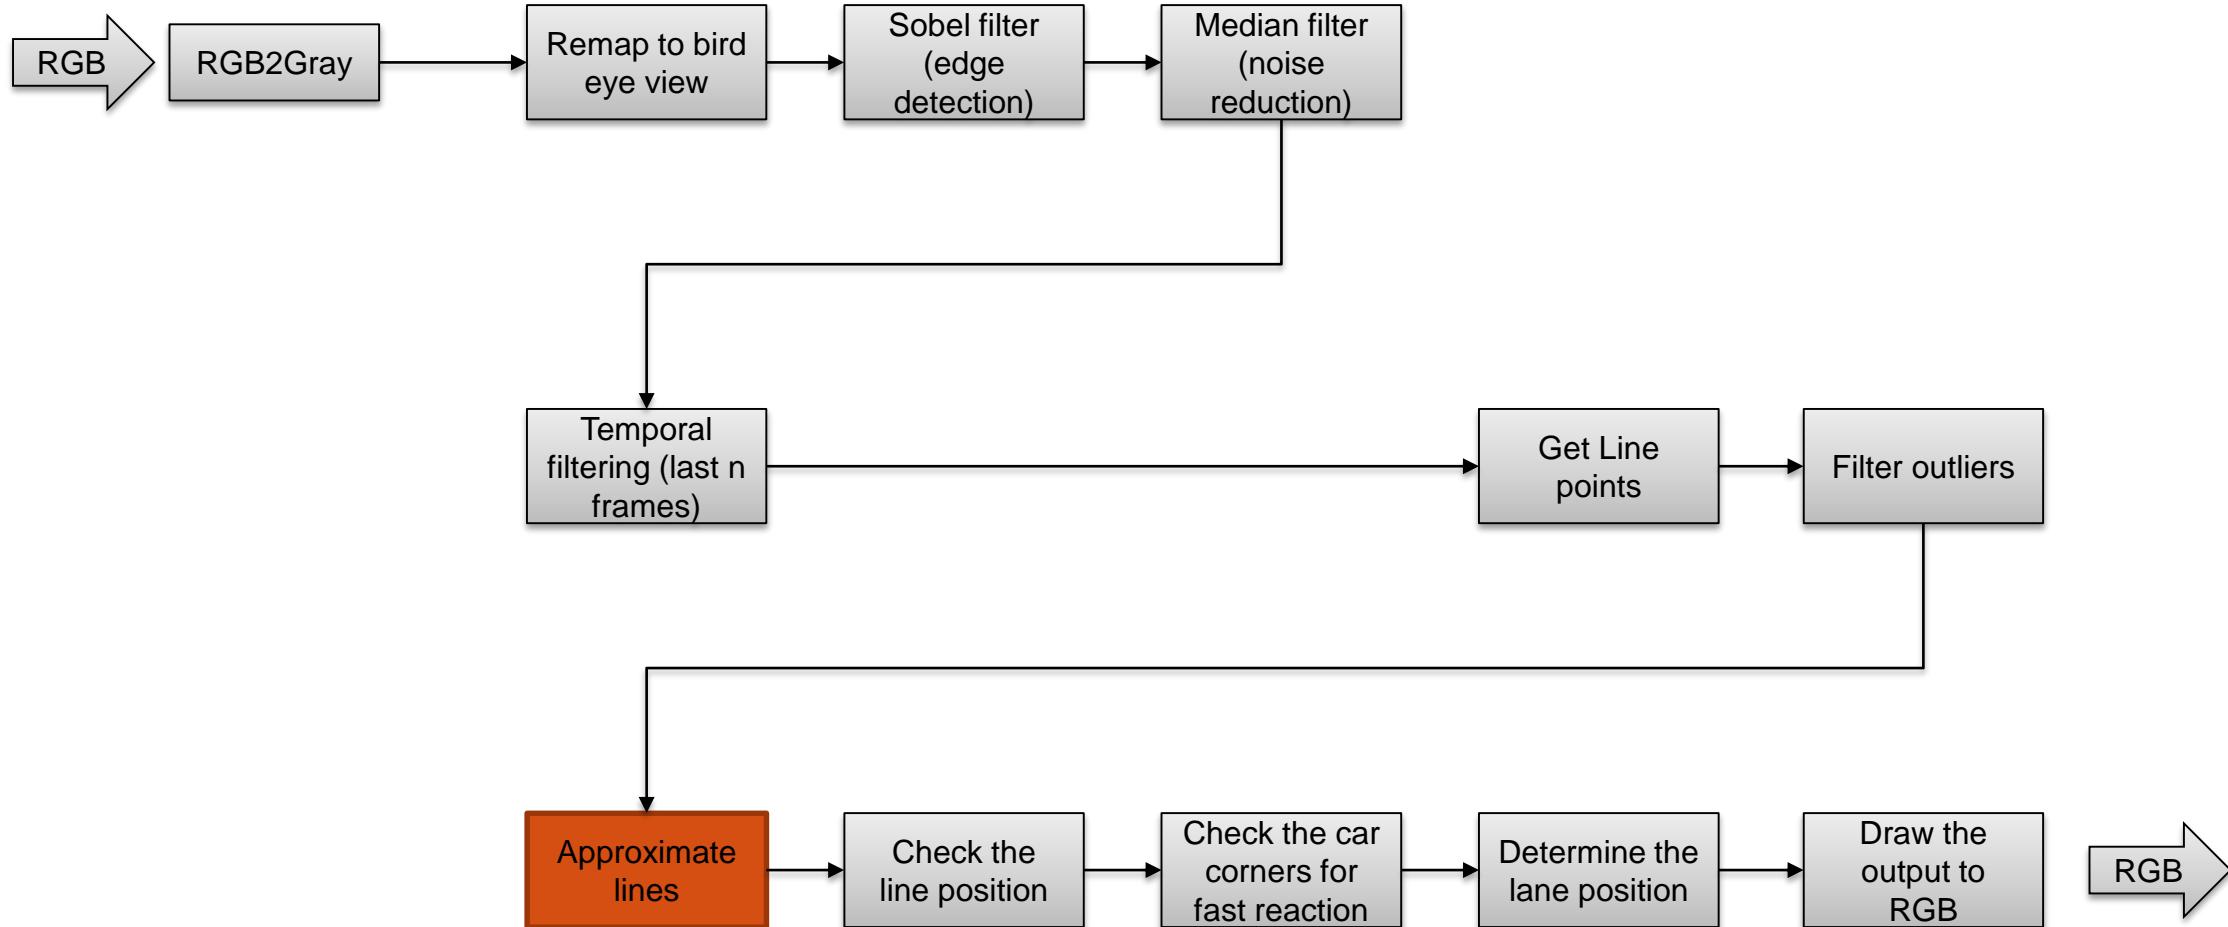 RGB
RGB2Gray
Remap to bird
eye view
Sobel filter
(edge
detection)
Median filter
(noise
reduction)
Temporal
filtering (last n
frames)
Get Line
points
Filter outliers
Approximate
lines
Check the
line position
Check the car
corners for
fast reaction
Determine the
lane position
Draw the
output to
RGB
RGB